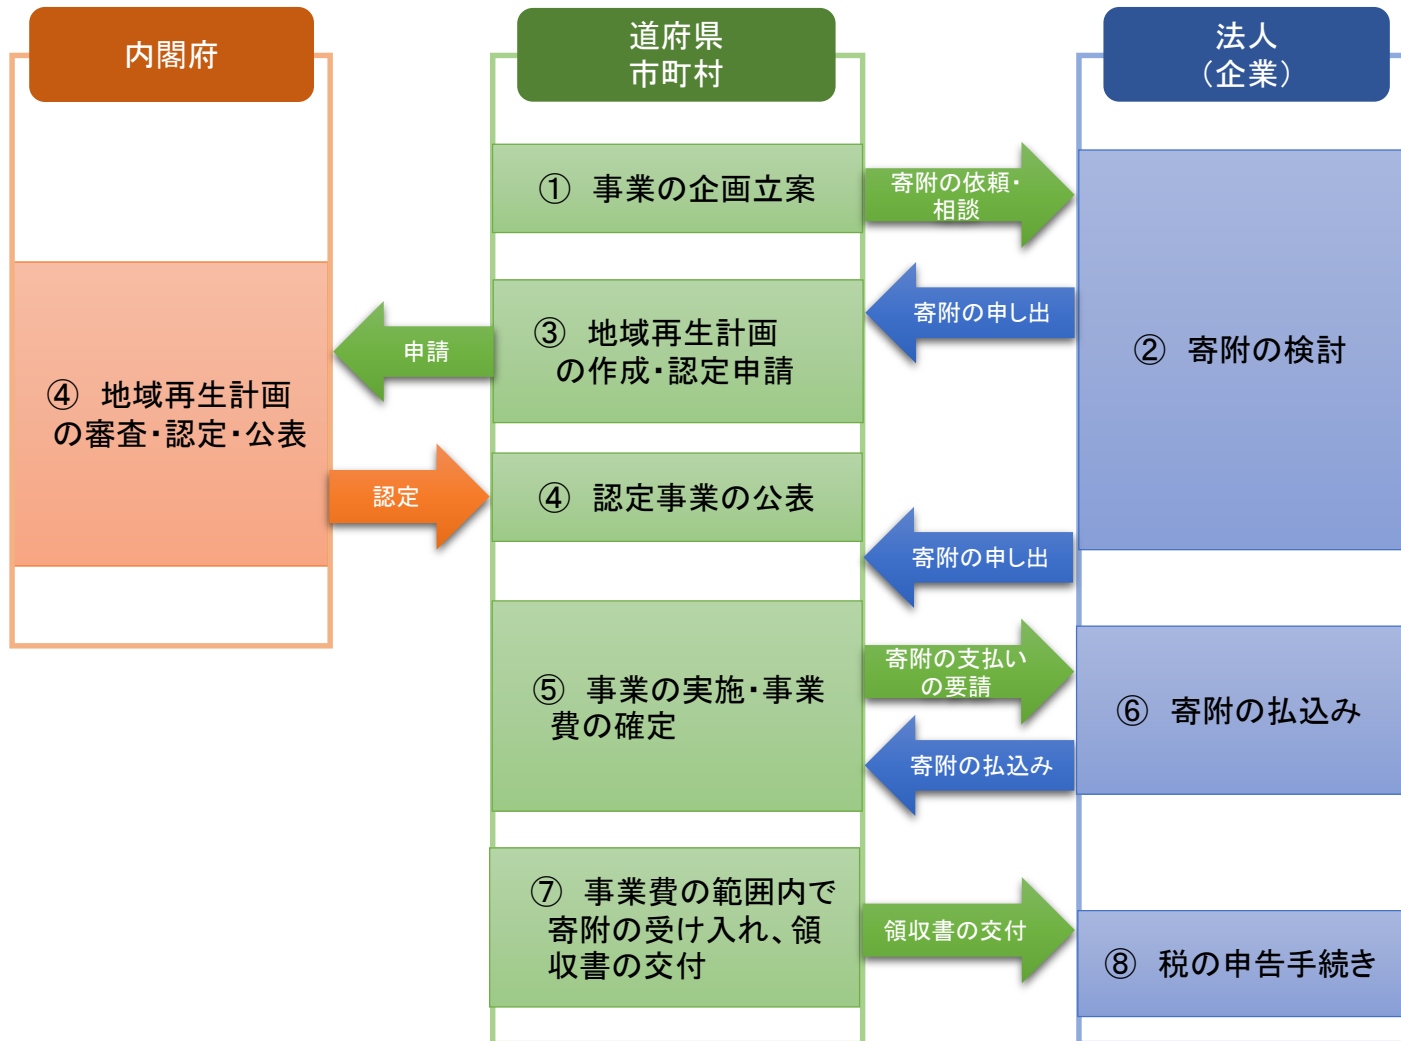 内閣府
道府県
市町村
法人
（企業）
① 事業の企画立案
寄附の依頼・
相談
寄附の申し出
② 寄附の検討
③ 地域再生計画
の作成・認定申請
申請
④ 地域再生計画
の審査・認定・公表
認定
④ 認定事業の公表
寄附の申し出
⑤ 事業の実施・事業
費の確定
寄附の支払い
の要請
⑥ 寄附の払込み
寄附の払込み
⑦ 事業費の範囲内で
寄附の受け入れ、領
収書の交付
領収書の交付
⑧ 税の申告手続き